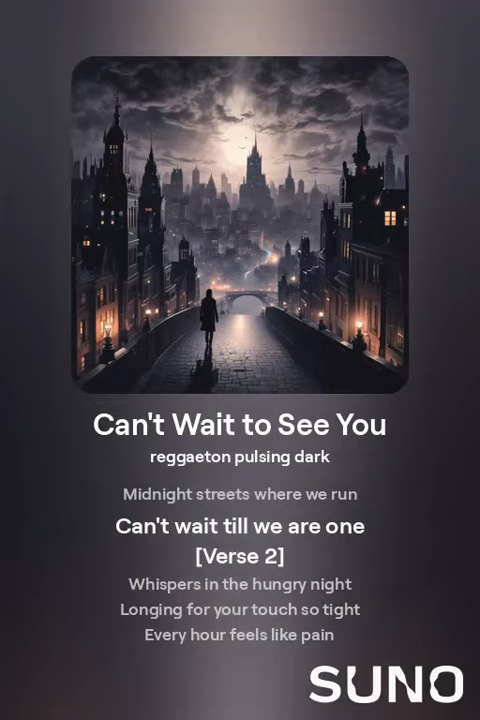 Can't Wait to See You
reggaeton pulsing dark
Midnight streets where we run
Can't wait till we are one
[Verse 2]
Whispers in the hungry night
Longing for your touch so tight
Every hour feels like pain
SUNO